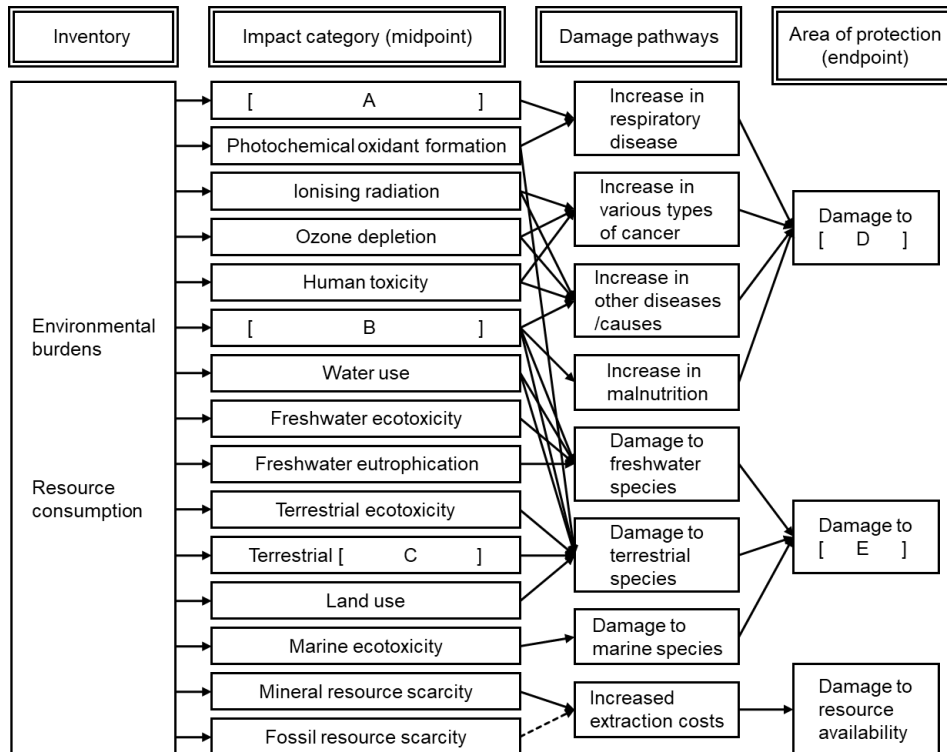 Inventory
Impact category (midpoint)
Damage pathways
Area of protection
(endpoint)
Environmental
burdens
Resource
consumption
[ A ]
Photochemical oxidant formation
Ionising radiation
Ozone depletion
Human toxicity
[ B ]
Water use
Freshwater ecotoxicity
Freshwater eutrophication
Terrestrial ecotoxicity
Terrestrial [ C ]
Land use
Marine ecotoxicity
Mineral resource scarcity
Fossil resource scarcity
Increase in
respiratory
disease
Increase in
various types
of cancer
Increase in
other diseases
/causes
Increase in
malnutrition
Damage to
freshwater
species
Damage to
terrestrial
species
Damage to
marine species
Increased
extraction costs
Damage to
[ D ]
Damage to
[ E ]
Damage to
resource
availability